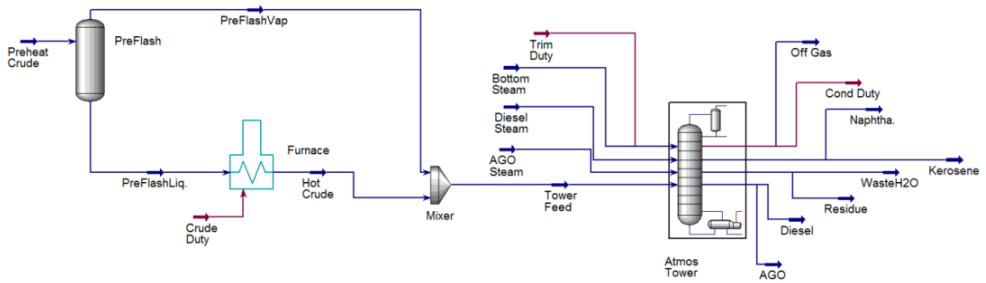 PreFlashVap
PreFlash
Preheat
Crude
PreFlashLiq.
Furnace
Hot
Crude
Crude
Duty
Mixer
Tower
Feed
Trim
Duty
Bottom
Steam
Diesel
Steam
AGO
Steam
Atmos
Tower
Off Gas
Cond Duty
Naphtha.
Kerosene
WasteH2O
Residue
Diesel
AGO